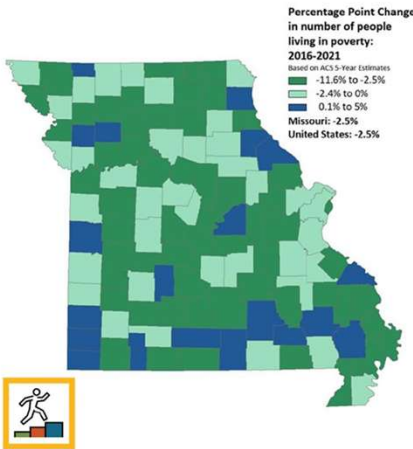 Percentage Point Change
in number of people
living in poverty:
2016-2021
Based on ACS 5-Year Estimates
-11.6% to -2.5%
-2.4% to 0%
0.1% to 5%
Missouri: -2.5%
United States: -2.5%